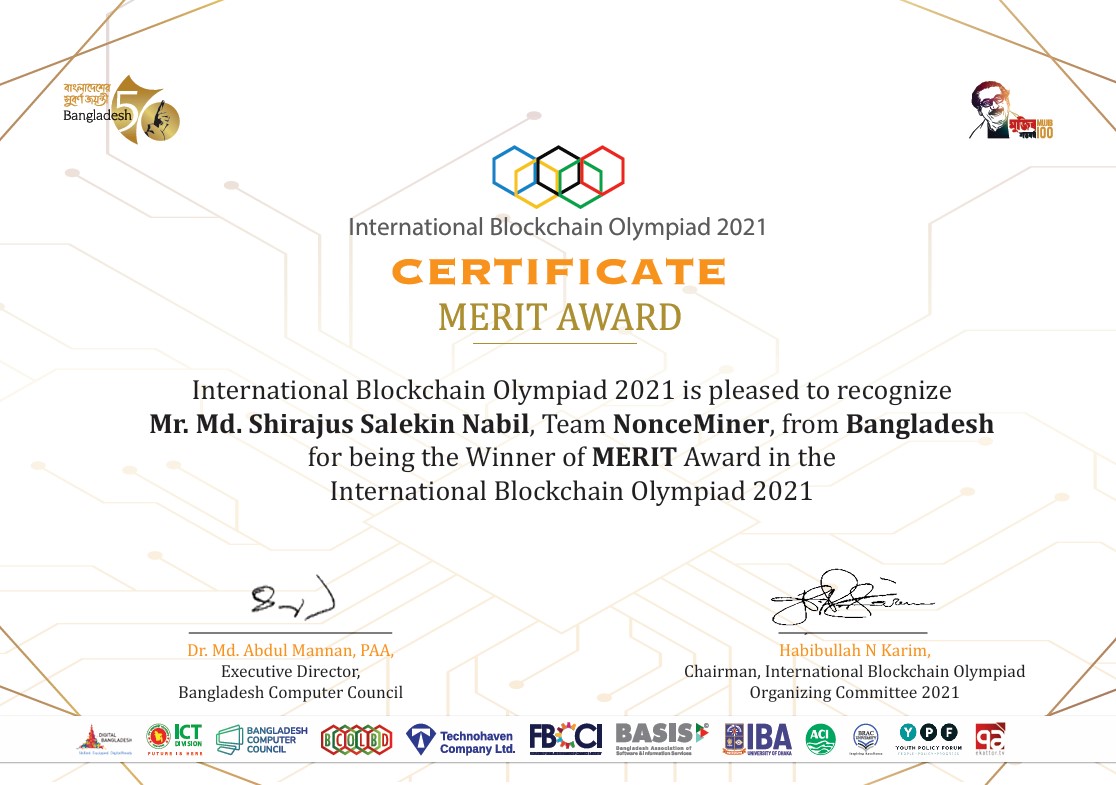 বাংলাদেশের
সুবর্ণ জয়ন্তী
Bangladesh 50
মুজিব MUJIB
শতবর্ষ 100
International Blockchain Olympiad 2021
CERTIFICATE
MERIT AWARD
International Blockchain Olympiad 2021 is pleased to recognize
Mr. Md. Shirajus Salekin Nabil, Team NonceMiner, from Bangladesh
for being the Winner of MERIT Award in the
International Blockchain Olympiad 2021
Dr. Md. Abdul Mannan, PAA,
Executive Director,
Bangladesh Computer Council
Habibullah N Karim,
Chairman, International Blockchain Olympiad
Organizing Committee 2021
DIGITAL
BANGLADESH
ICT
DIVISION
FUTURE IS HERE
BANGLADESH
COMPUTER
COUNCIL
BCOLBD
Technohaven
Company Ltd.
FBCCI
BASIS
Bangladesh Association of
Software & Information Services
IBA
UNIVERSITY OF DHAKA
ACI
BRAC
UNIVERSITY
Inspiring Excellence
YPF
YOUTH POLICY FORUM